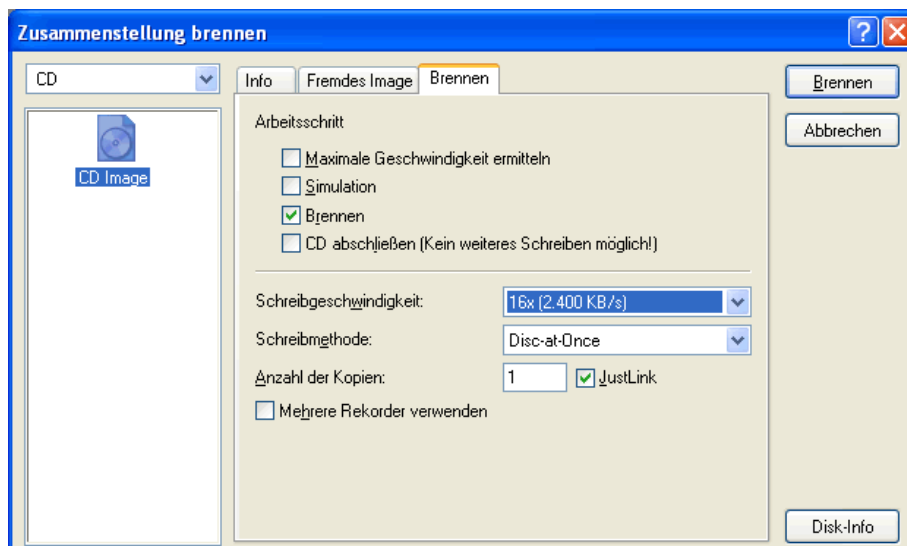 Zusammenstellung brennen
CD
Info Fremdes Image Brennen
Brennen
Abbrechen
CD Image
Arbeitsschritt
Maximale Geschwindigkeit ermitteln
Simulation
Brennen
CD abschließen (Kein weiteres Schreiben möglich!)
Schreibgeschwindigkeit: 16x (2.400 KB/s)
Schreibmethode: Disc-at-Once
Anzahl der Kopien: 1 JustLink
Mehrere Rekorder verwenden
Disk-Info